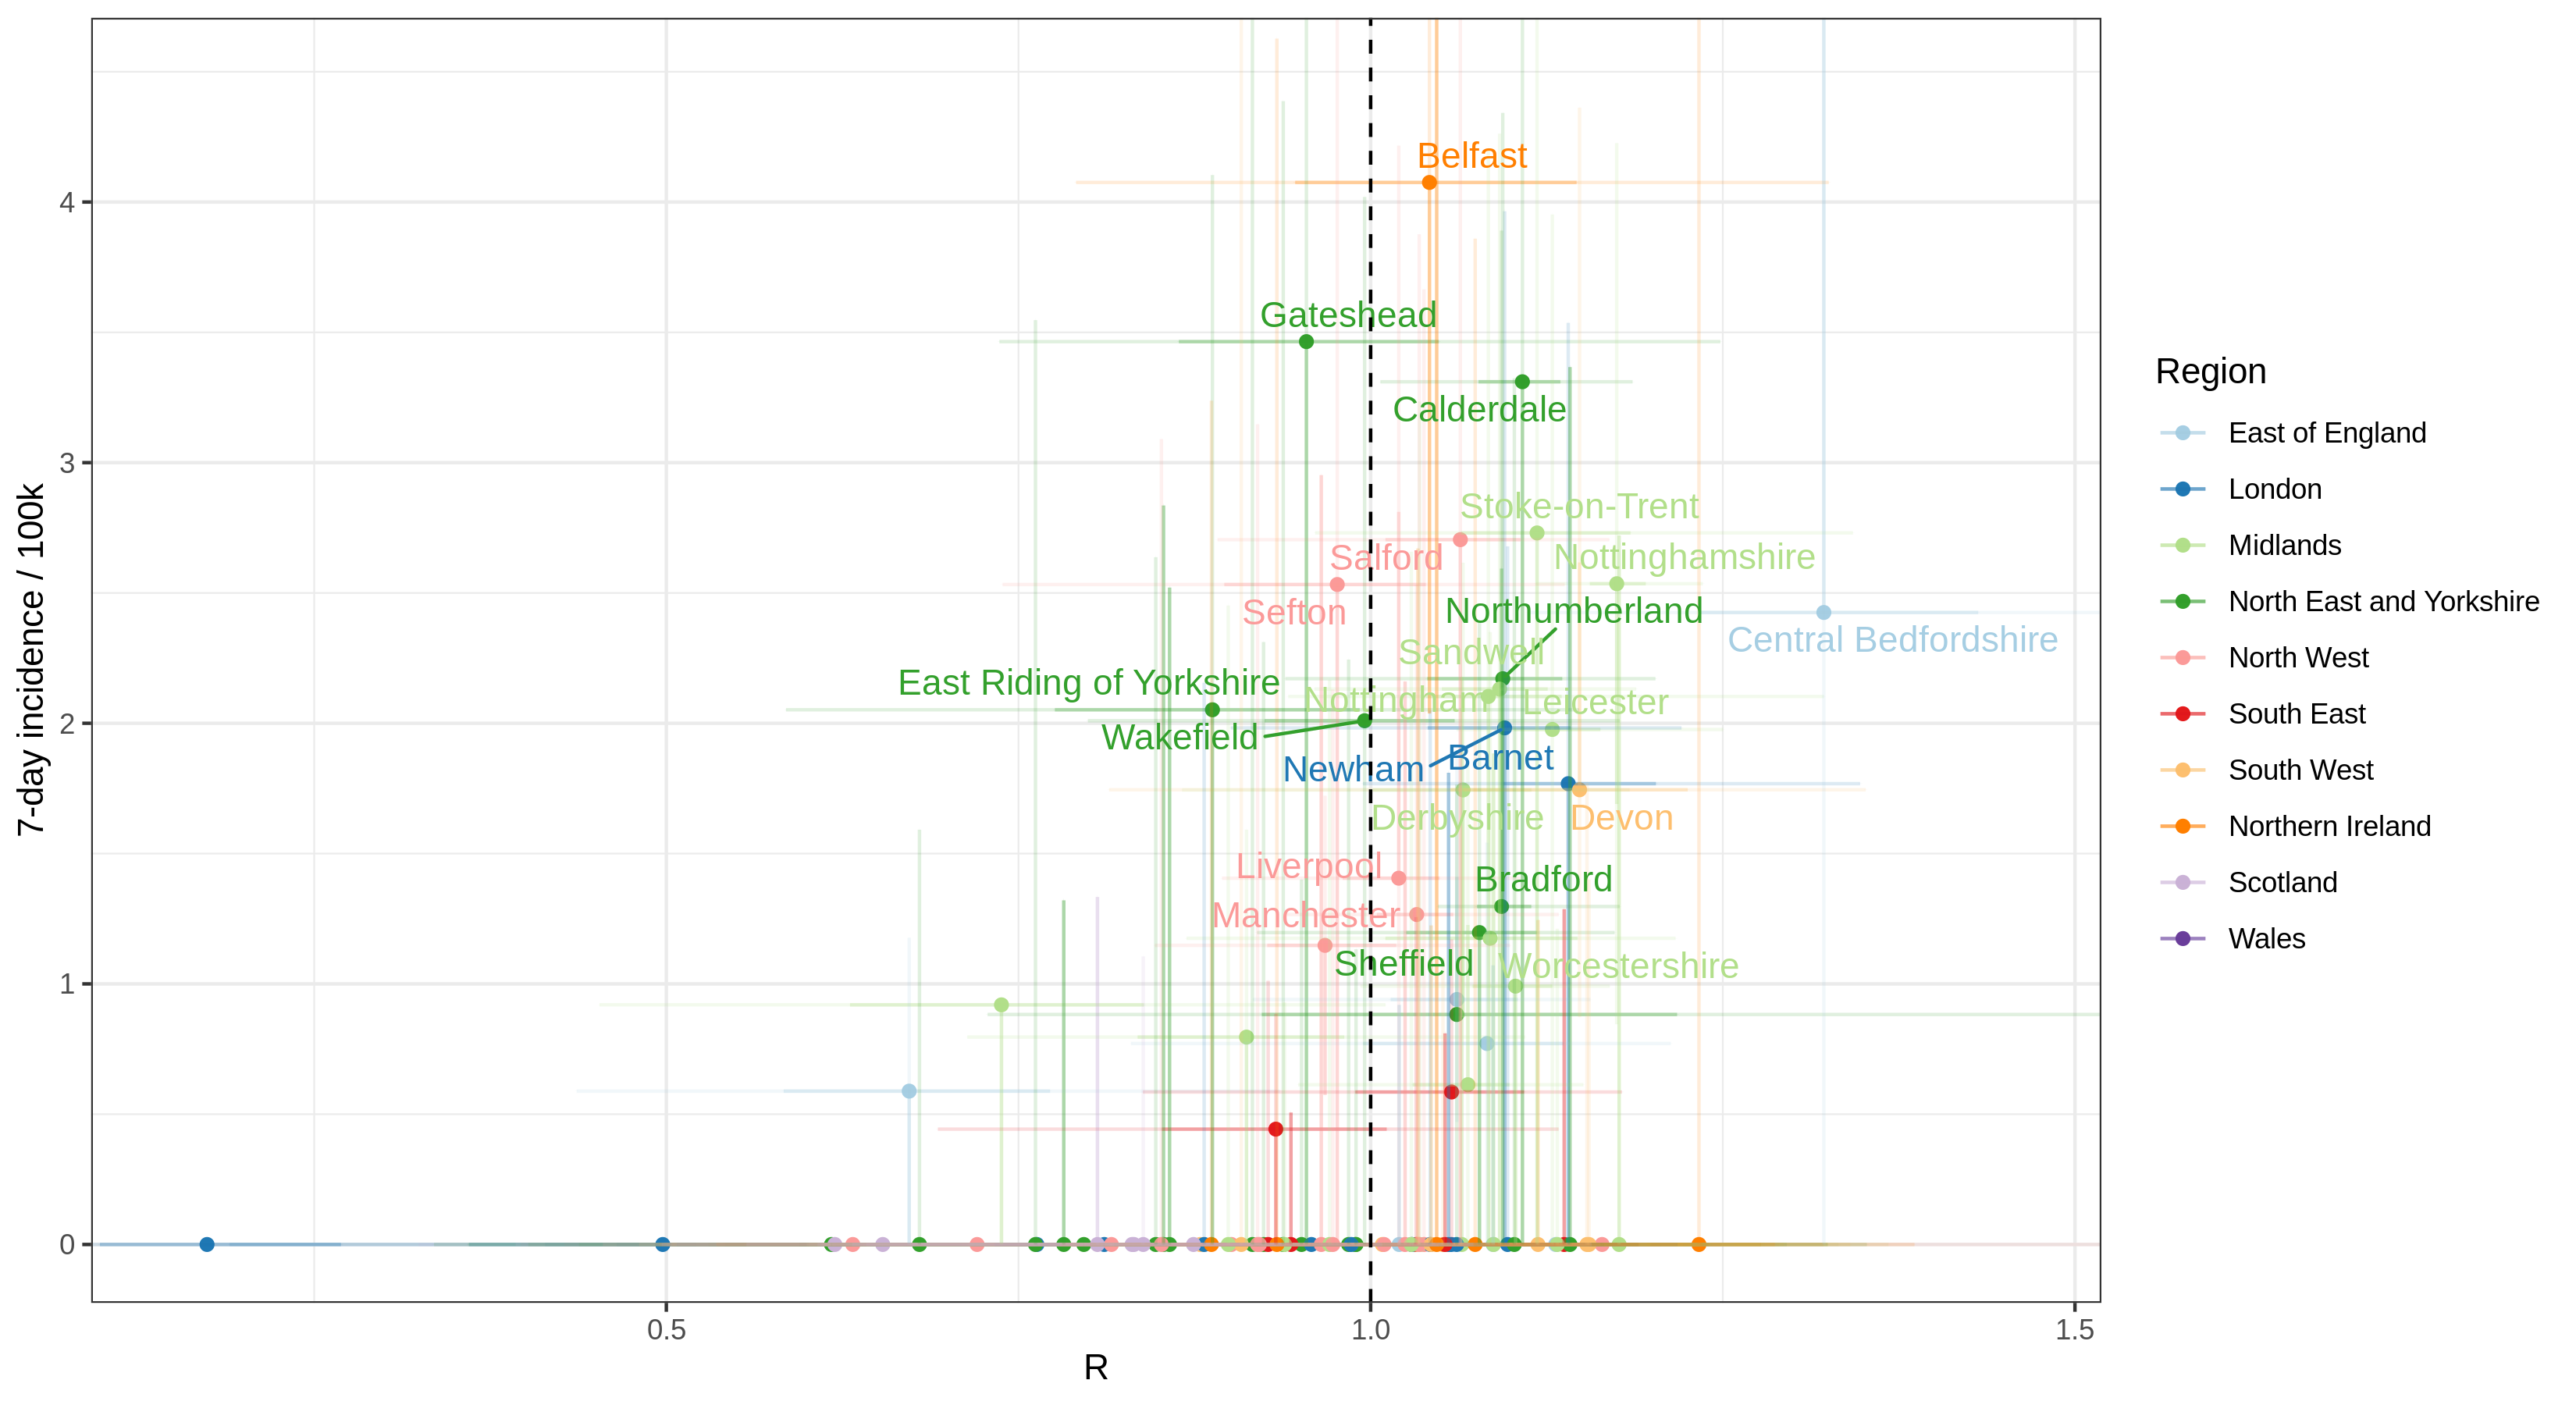 Belfast
Gateshead
Calderdale
Stoke-on-Trent
Salford
Nottinghamshire
Sefton
Northumberland
Central Bedfordshire
Sandwell
East Riding of Yorkshire
Nottingham
Leicester
Wakefield
Newham
Barnet
Derbyshire
Devon
Liverpool
Bradford
Manchester
Sheffield
Worcestershire
4
3
2
1
0
7-day incidence / 100k
0.5
1.0
1.5
R
Region
East of England
London
Midlands
North East and Yorkshire
North West
South East
South West
Northern Ireland
Scotland
Wales